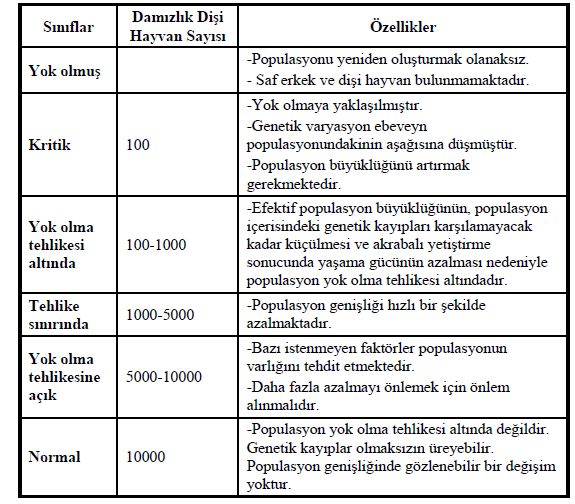 Sınıflar
Damızlık Dişi
Hayvan Sayısı
Özellikler
Yok olmuş
-Populasyonu yeniden oluşturmak olanaksız.
- Saf erkek ve dişi hayvan bulunmamaktadır.
Kritik
100
-Yok olmaya yaklaşılmıştır.
-Genetik varyasyon ebeveyn
populasyonundakinin aşağısına düşmüştür.
-Populasyon büyüklüğünü artırmak
gerekmektedir.
Yok olma
tehlikesi
altında
100-1000
-Efektif populasyon büyüklüğünün, populasyon
içerisindeki genetik kayıpları karşılamayacak
kadar küçülmesi ve akrabalı yetiştirme
sonucunda yaşama gücünün azalması nedeniyle
populasyon yok olma tehlikesi altındadır.
Tehlike
sınırında
1000-5000
-Populasyon genişliği hızlı bir şekilde
azalmaktadır.
Yok olma
tehlikesine
açık
5000-10000
-Bazı istenmeyen faktörler populasyonun
varlığını tehdit etmektedir.
-Daha fazla azalmayı önlemek için önlem
alınmalıdır.
Normal
10000
-Populasyon yok olma tehlikesi altında değildir.
Genetik kayıplar olmaksızın üreyebilir.
Populasyon genişliğinde gözlenebilir bir değişim
yoktur.